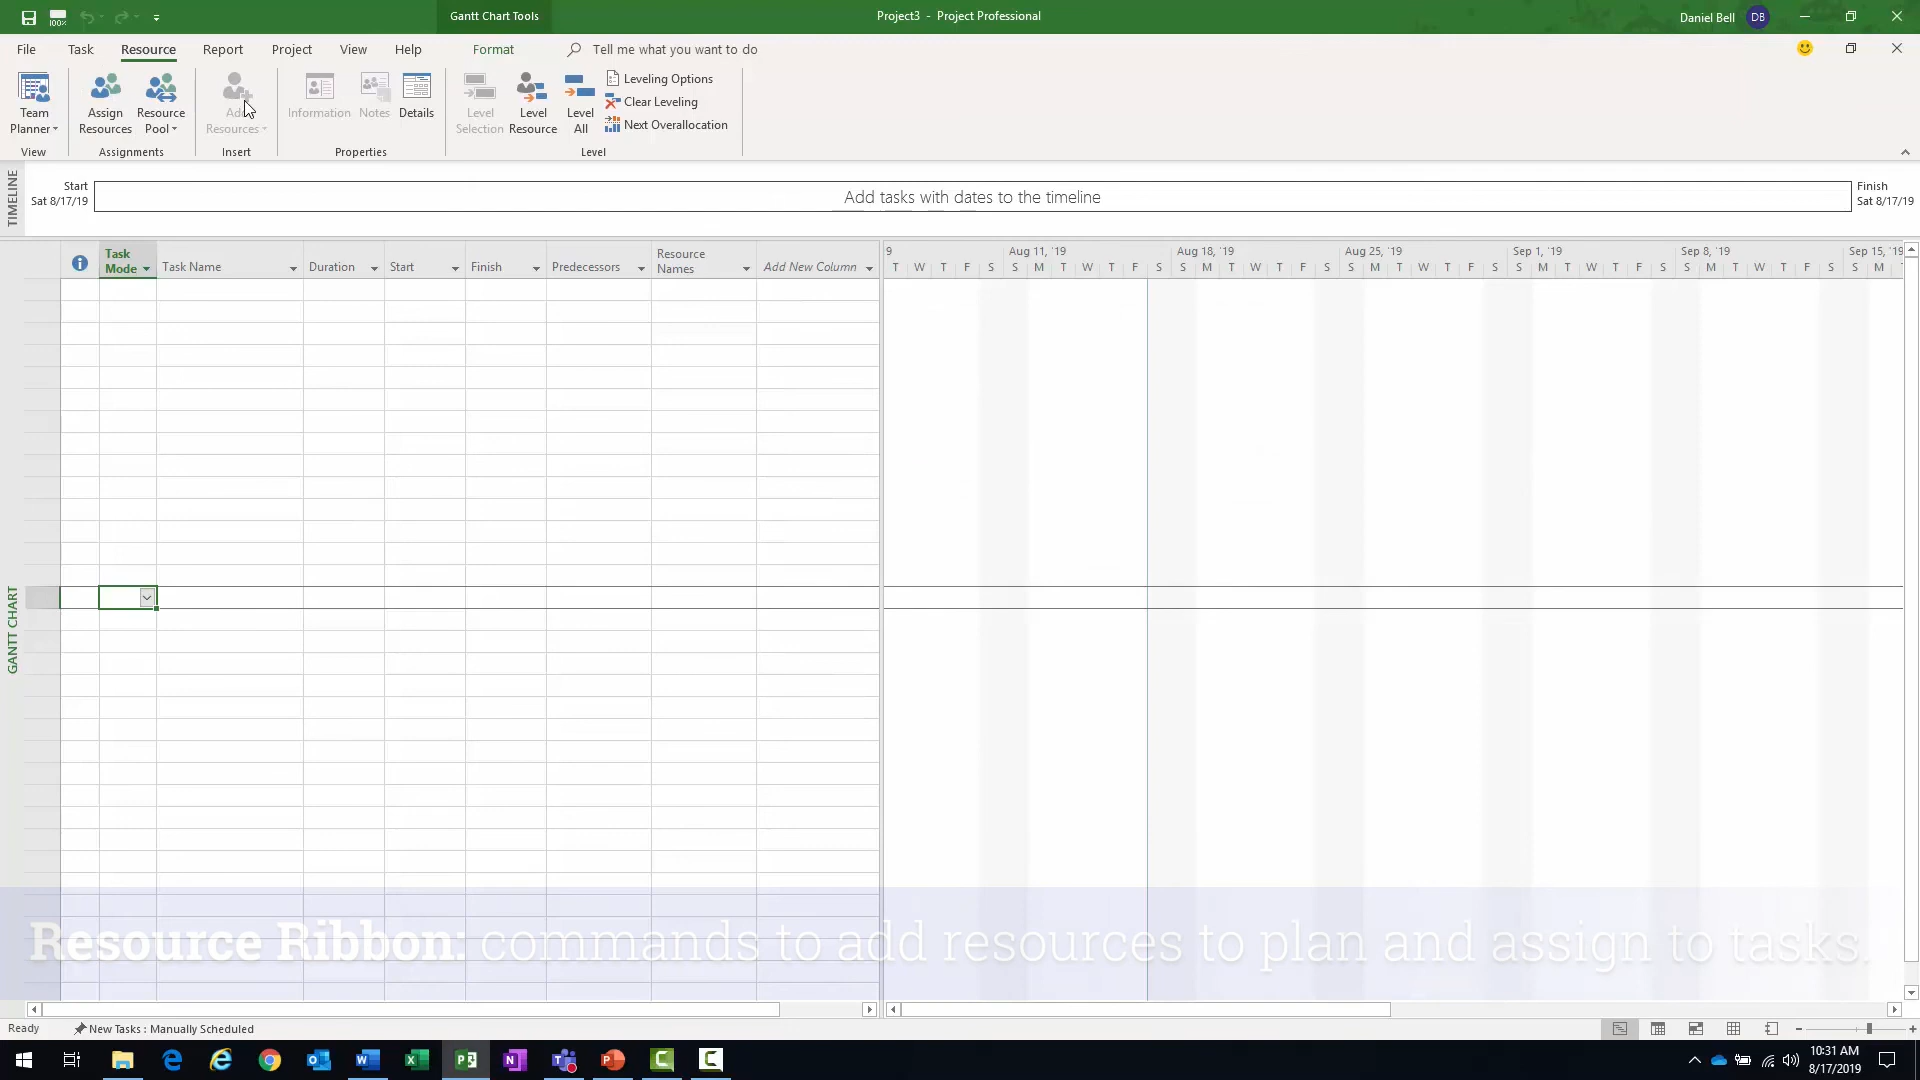 100%
Gantt Chart Tools
Project3 - Project Professional
Daniel Bell DB
File Task Resource Report Project View Help Format Tell me what you want to do
Team Planner
Assign Resources
Resource Pool
Add Resources
Information Notes Details
Level Selection
Level Resource
Level All
Leveling Options
Clear Leveling
Next Overallocation
View Assignments Insert Properties Level
TIMELINE
Start
Sat 8/17/19
Add tasks with dates to the timeline
Finish
Sat 8/17/19
Task Mode
Task Name
Duration
Start
Finish
Predecessors
Resource Names
Add New Column
9 Aug 11, '19 Aug 18, '19 Aug 25, '19 Sep 1, '19 Sep 8, '19 Sep 15, '19
T W T F S S M T W T F S S M T W T F S S M T W T F S S M T W T F S S M T W T F S S M
GANTT CHART
Resource Ribbon: commands to add resources to plan and assign to tasks.
Ready New Tasks : Manually Scheduled
10:31 AM
8/17/2019